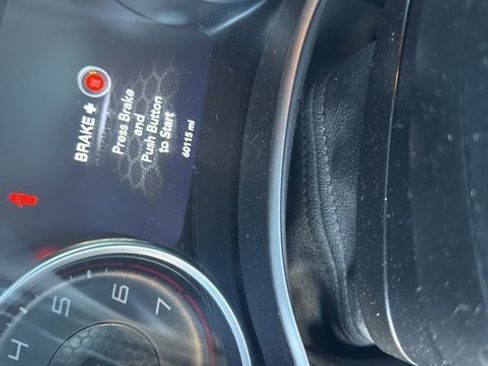 BRAKE
Press Brake
and
Push Button
to Start
60115 mi
4 5 6 7